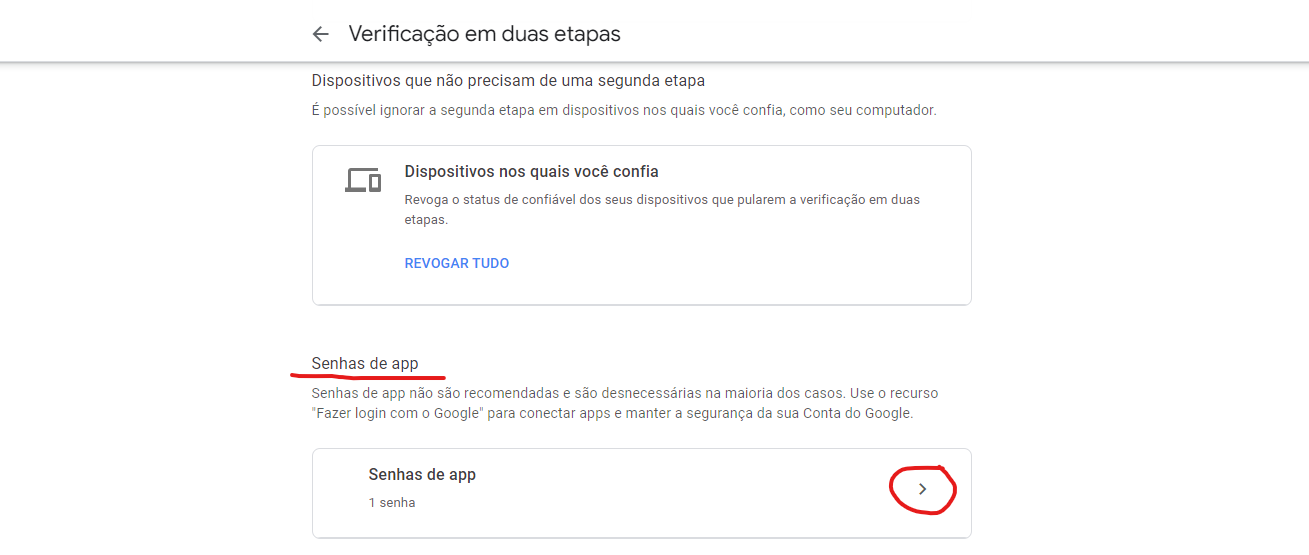 Verificação em duas etapas
Dispositivos que não precisam de uma segunda etapa
É possível ignorar a segunda etapa em dispositivos nos quais você confia, como seu computador.
Dispositivos nos quais você confia
Revoga o status de confiável dos seus dispositivos que pularem a verificação em duas
etapas.
REVOGAR TUDO
Senhas de app
Senhas de app não são recomendadas e são desnecessárias na maioria dos casos. Use o recurso
"Fazer login com o Google" para conectar apps e manter a segurança da sua Conta do Google.
Senhas de app
1 senha